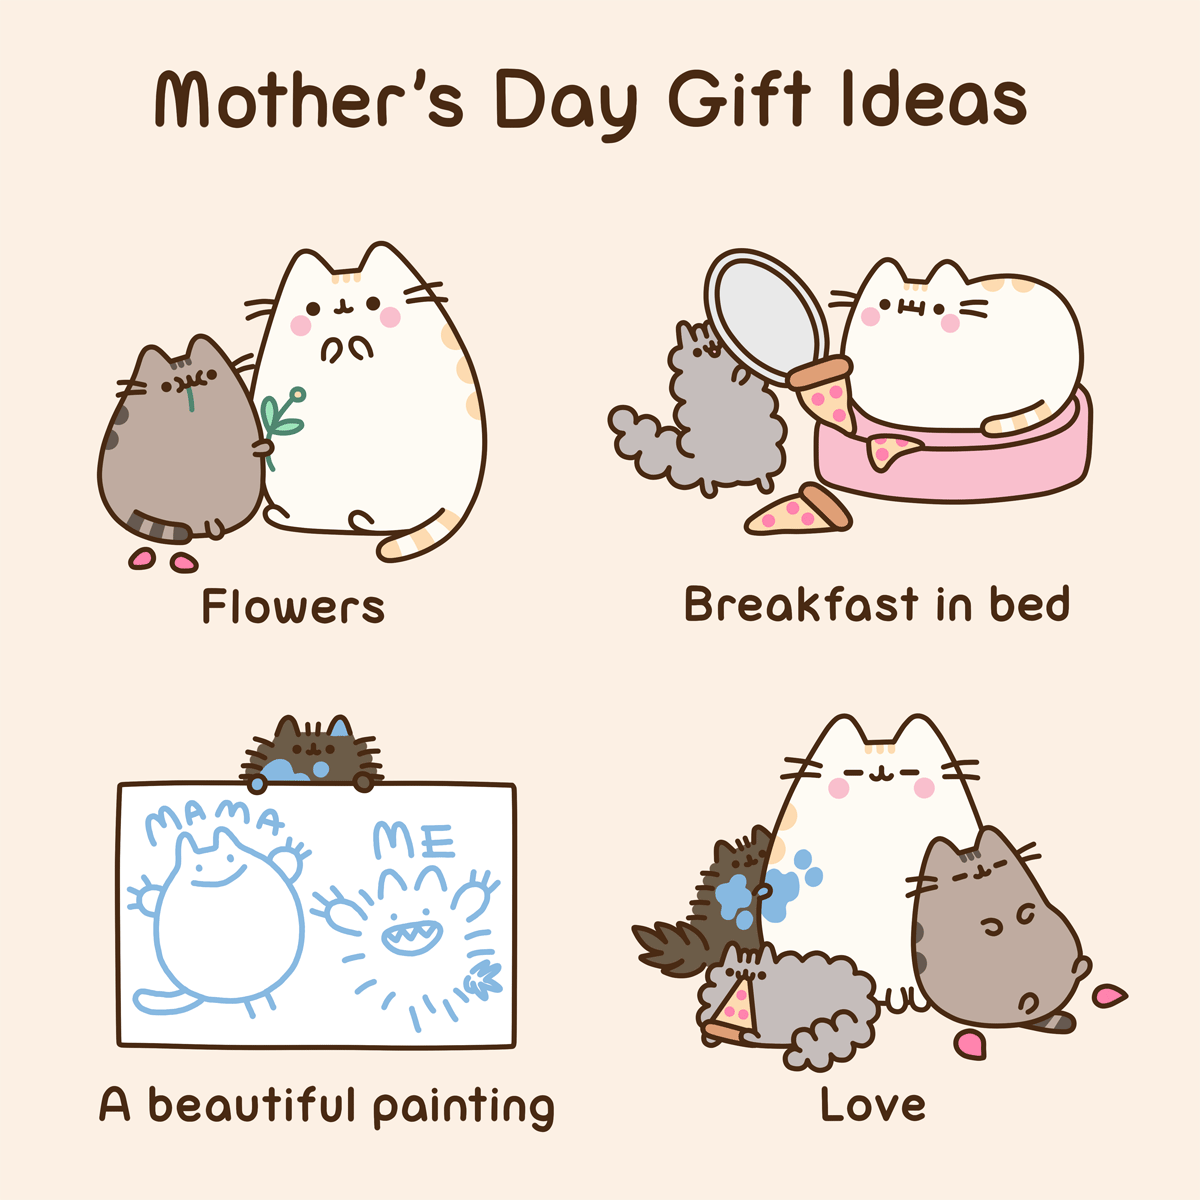 Mother's Day Gift Ideas
Flowers
Breakfast in bed
MAMA
ME
A beautiful painting
Love